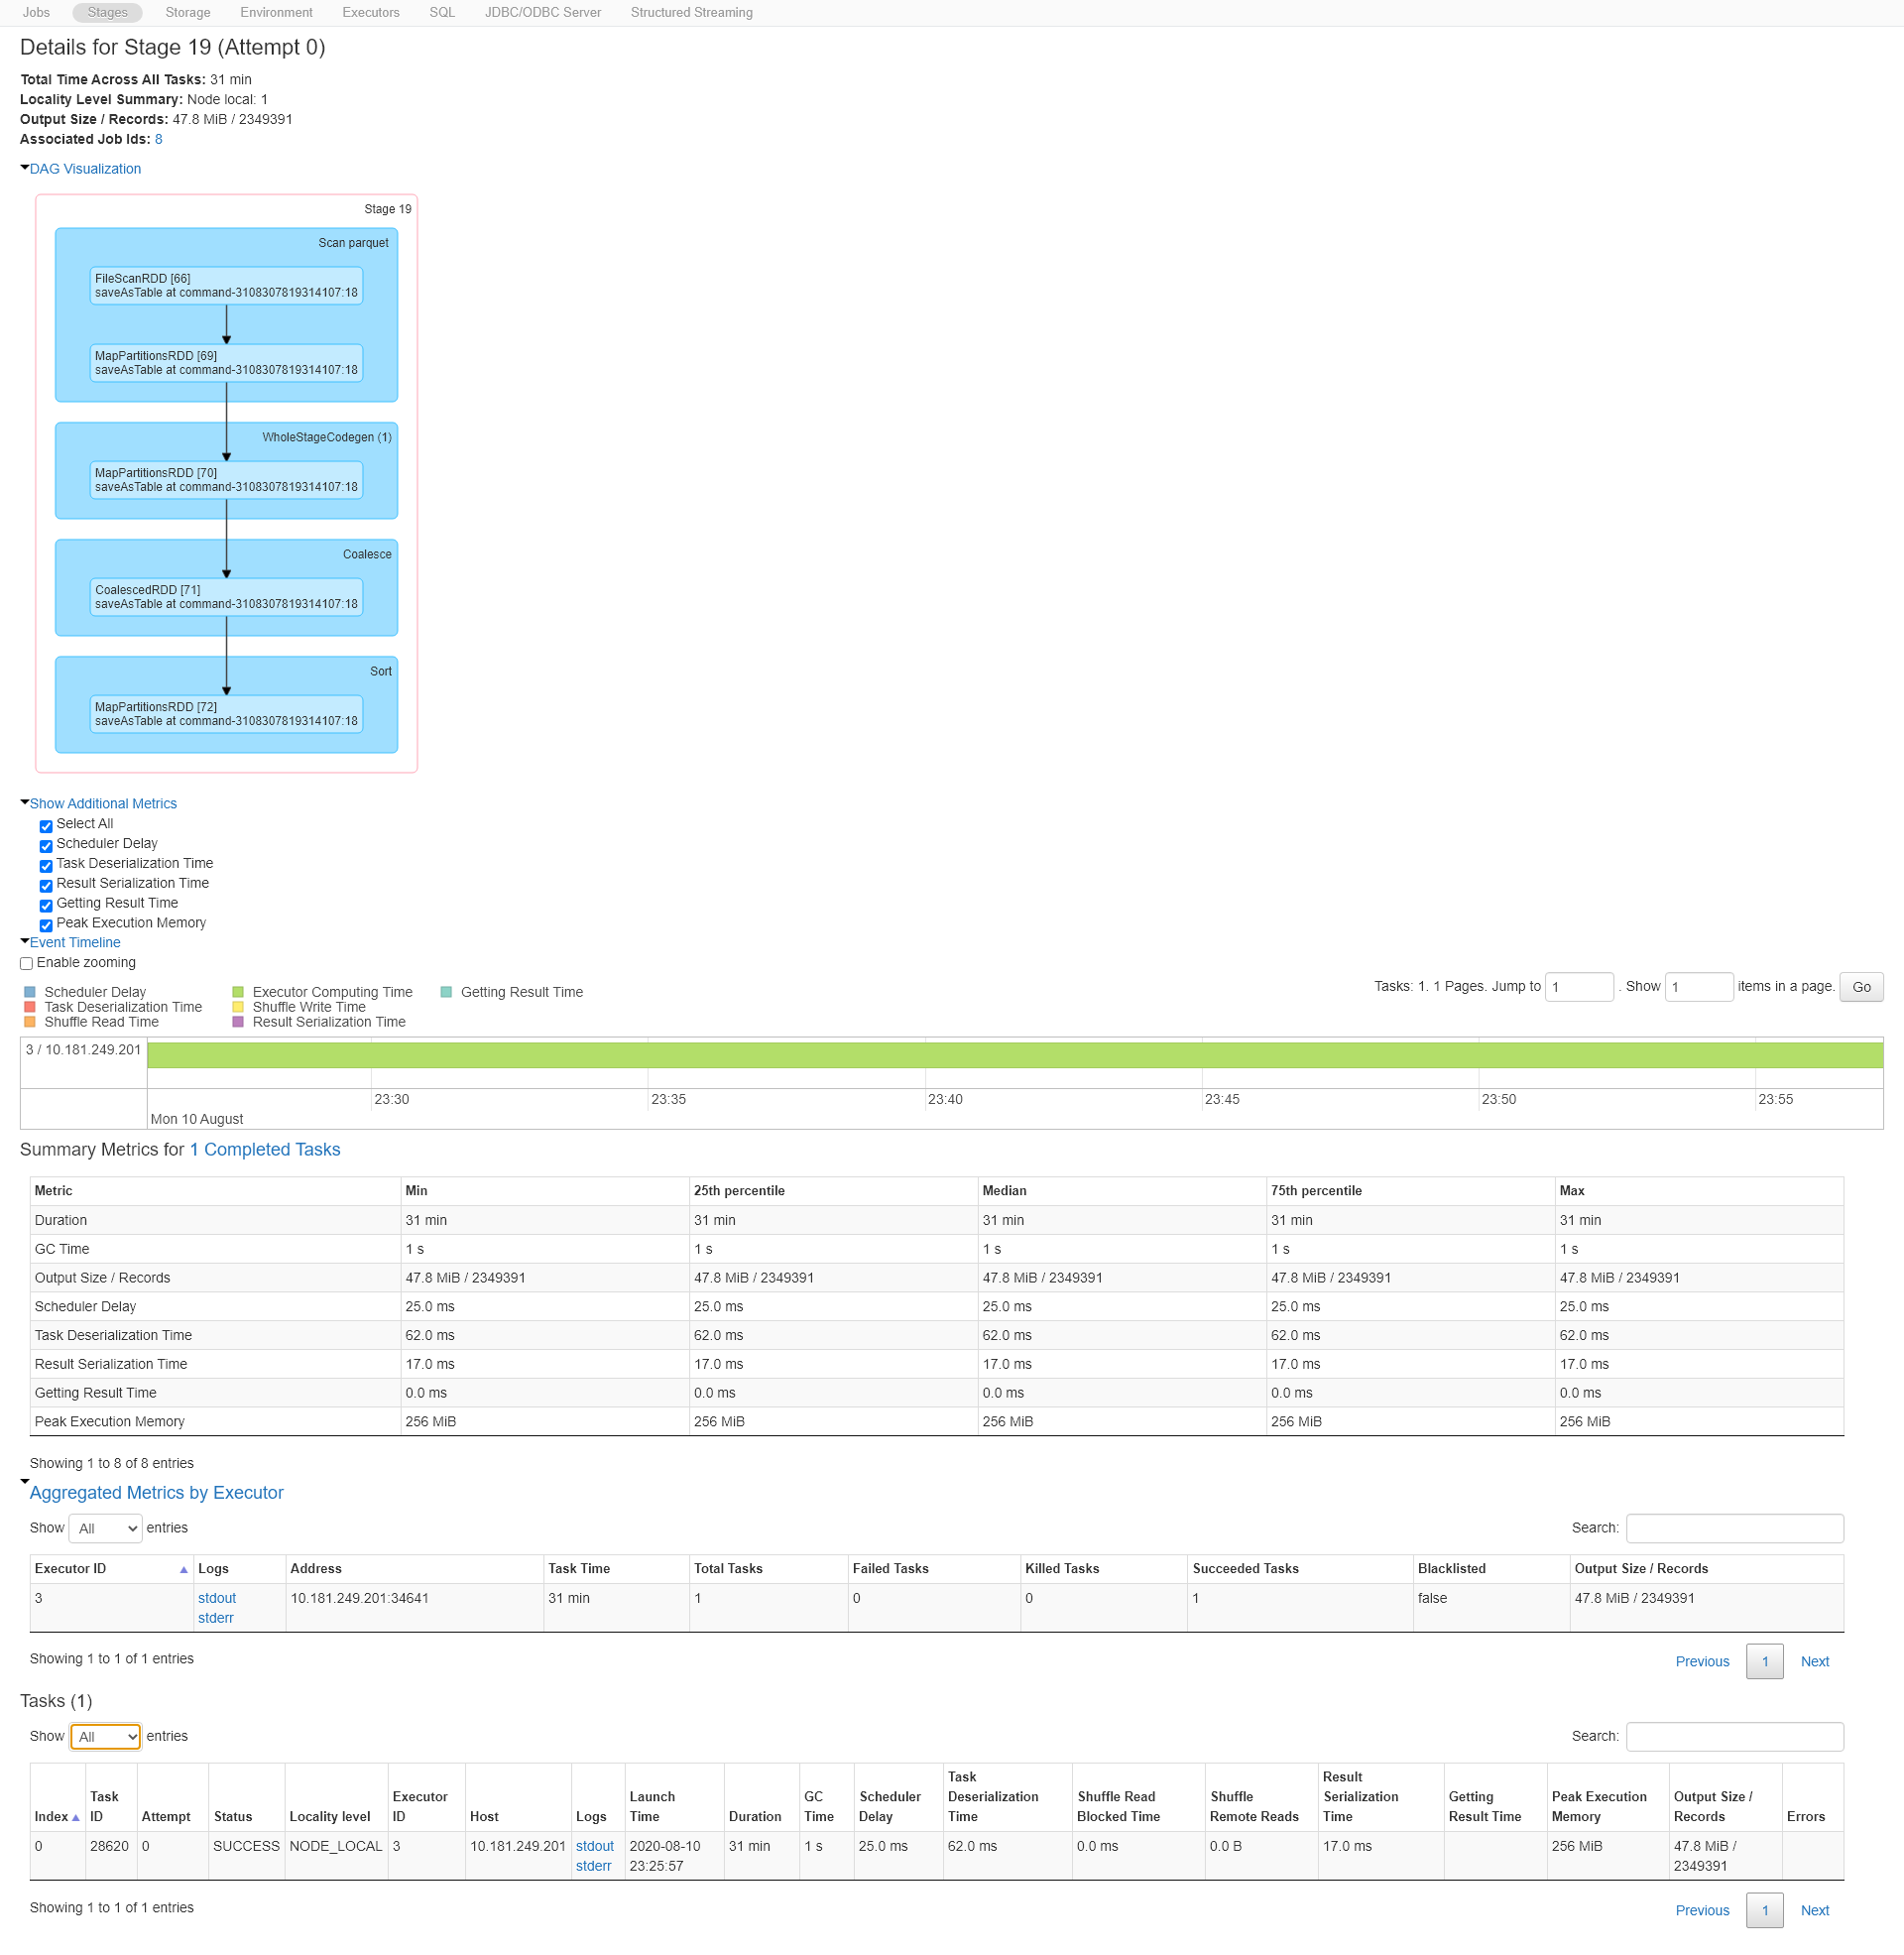 Jobs Stages Storage Environment Executors SQL JDBC/ODBC Server Structured Streaming
Details for Stage 19 (Attempt 0)
Total Time Across All Tasks: 31 min
Locality Level Summary: Node local: 1
Output Size / Records: 47.8 MiB / 2349391
Associated Job Ids: 8
DAG Visualization
Stage 19
Scan parquet
FileScanRDD [66]
saveAsTable at command-3108307819314107:18
MapPartitionsRDD [69]
saveAsTable at command-3108307819314107:18
WholeStageCodegen (1)
MapPartitionsRDD [70]
saveAsTable at command-3108307819314107:18
Coalesce
CoalescedRDD [71]
saveAsTable at command-3108307819314107:18
Sort
MapPartitionsRDD [72]
saveAsTable at command-3108307819314107:18
Show Additional Metrics
Select All
Scheduler Delay
Task Deserialization Time
Result Serialization Time
Getting Result Time
Peak Execution Memory
Event Timeline
Enable zooming
Tasks: 1. 1 Pages. Jump to 1 . Show 1 items in a page. Go
Scheduler Delay Executor Computing Time Getting Result Time
Task Deserialization Time Shuffle Write Time
Shuffle Read Time Result Serialization Time
3 / 10.181.249.201
23:30 23:35 23:40 23:45 23:50 23:55
Mon 10 August
Summary Metrics for 1 Completed Tasks
Metric Min 25th percentile Median 75th percentile Max
Duration 31 min 31 min 31 min 31 min 31 min
GC Time 1 s 1 s 1 s 1 s 1 s
Output Size / Records 47.8 MiB / 2349391 47.8 MiB / 2349391 47.8 MiB / 2349391 47.8 MiB / 2349391 47.8 MiB / 2349391
Scheduler Delay 25.0 ms 25.0 ms 25.0 ms 25.0 ms 25.0 ms
Task Deserialization Time 62.0 ms 62.0 ms 62.0 ms 62.0 ms 62.0 ms
Result Serialization Time 17.0 ms 17.0 ms 17.0 ms 17.0 ms 17.0 ms
Getting Result Time 0.0 ms 0.0 ms 0.0 ms 0.0 ms 0.0 ms
Peak Execution Memory 256 MiB 256 MiB 256 MiB 256 MiB 256 MiB
Showing 1 to 8 of 8 entries
Aggregated Metrics by Executor
Show All entries Search:
Executor ID Logs Address Task Time Total Tasks Failed Tasks Killed Tasks Succeeded Tasks Blacklisted Output Size / Records
3 stdout 10.181.249.201:34641 31 min 1 0 0 1 false 47.8 MiB / 2349391
stderr
Showing 1 to 1 of 1 entries Previous 1 Next
Tasks (1)
Show All entries Search:
Task Result
Task Executor Launch GC Scheduler Deserialization Shuffle Read Shuffle Serialization Getting Peak Execution Output Size /
Index ID Attempt Status Locality level ID Host Logs Time Duration Time Delay Time Blocked Time Remote Reads Time Result Time Memory Records Errors
0 28620 0 SUCCESS NODE_LOCAL 3 10.181.249.201 stdout 2020-08-10 31 min 1 s 25.0 ms 62.0 ms 0.0 ms 0.0 B 17.0 ms 256 MiB 47.8 MiB /
stderr 23:25:57 2349391
Showing 1 to 1 of 1 entries Previous 1 Next